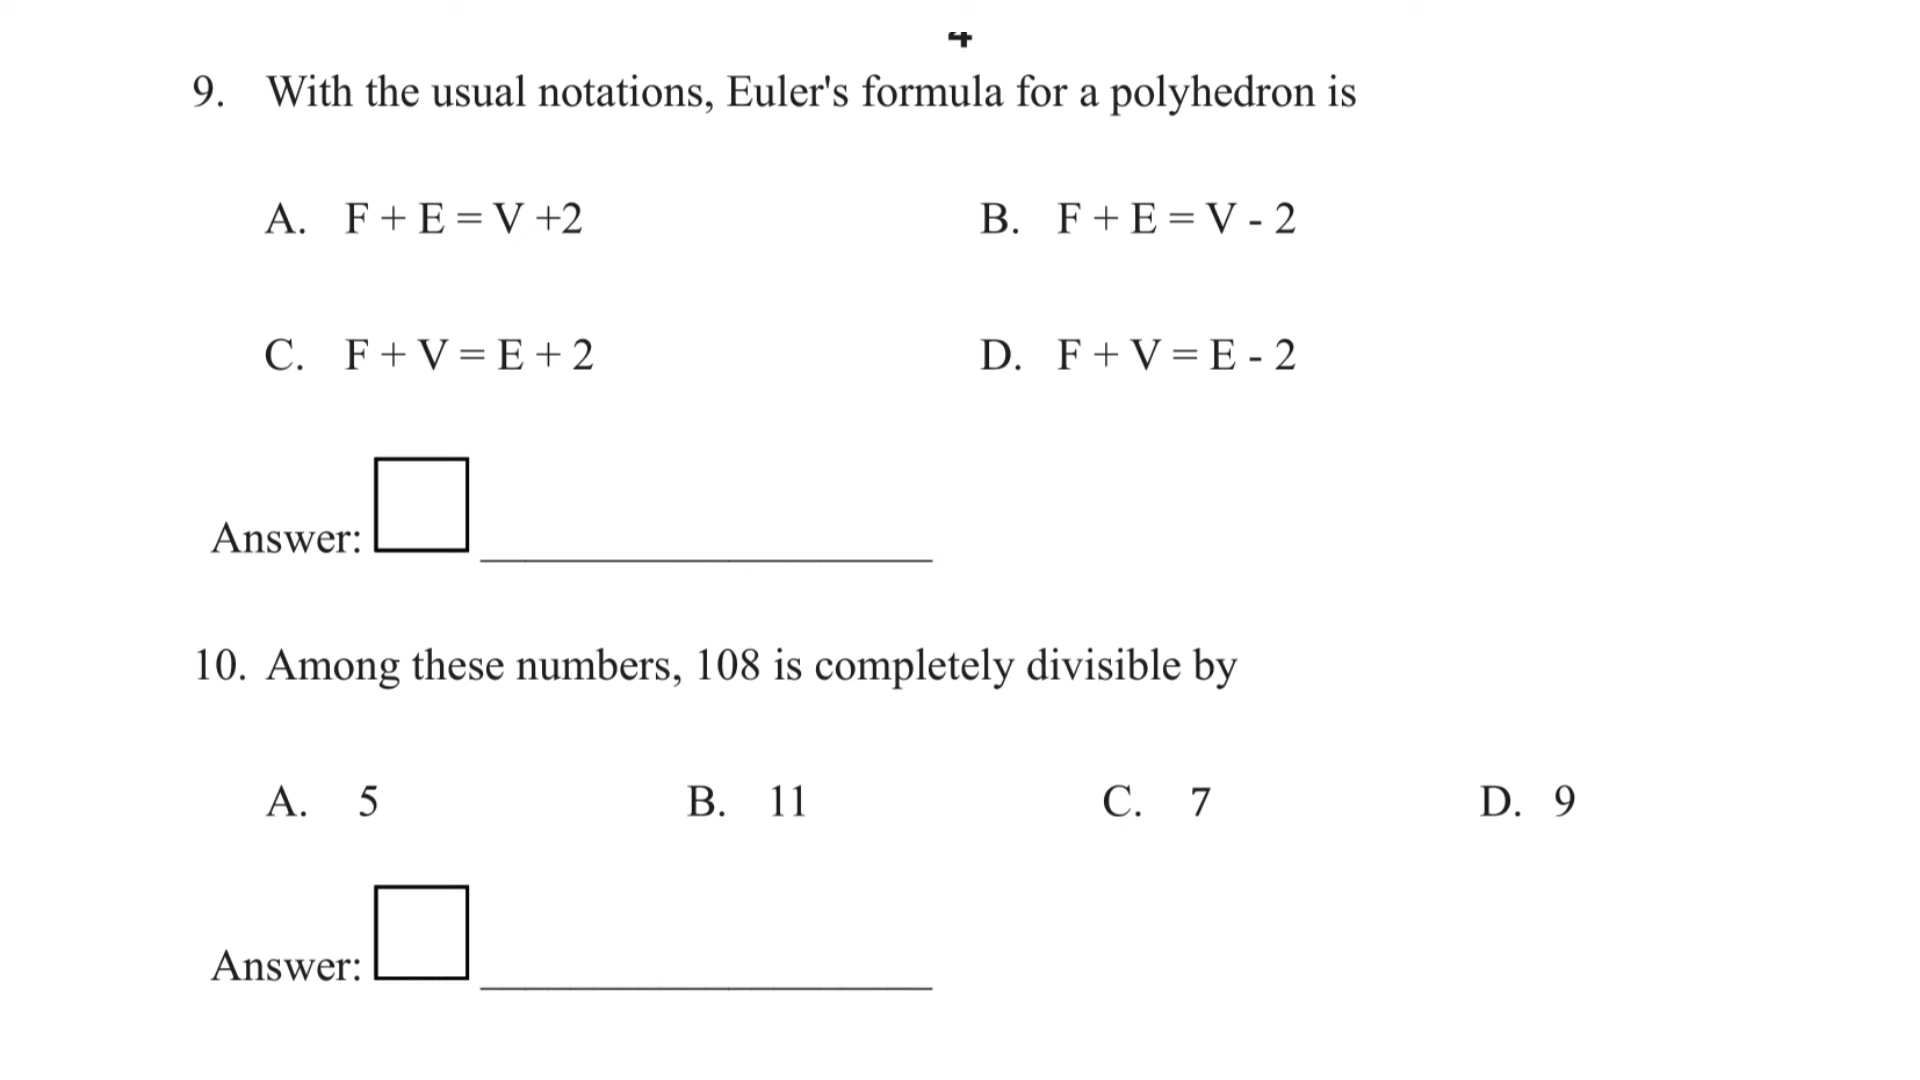 4
9. With the usual notations, Euler's formula for a polyhedron is
A. F + E = V +2 B. F + E = V - 2
C. F + V = E + 2 D. F + V = E - 2
Answer:
10. Among these numbers, 108 is completely divisible by
A. 5 B. 11 C. 7 D. 9
Answer: